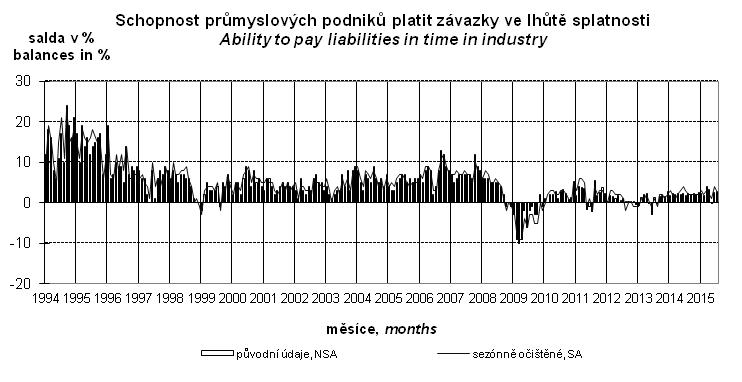 Schopnost průmyslových podniků platit závazky ve lhůtě splatnosti
Ability to pay liabilities in time in industry
salda v %
balances in %
30
20
10
0
-10
-20
1994 1995 1996 1997 1998 1999 2000 2001 2002 2003 2004 2005 2006 2007 2008 2009 2010 2011 2012 2013 2014 2015
měsíce, months
původní údaje, NSA
sezónně očištěné, SA